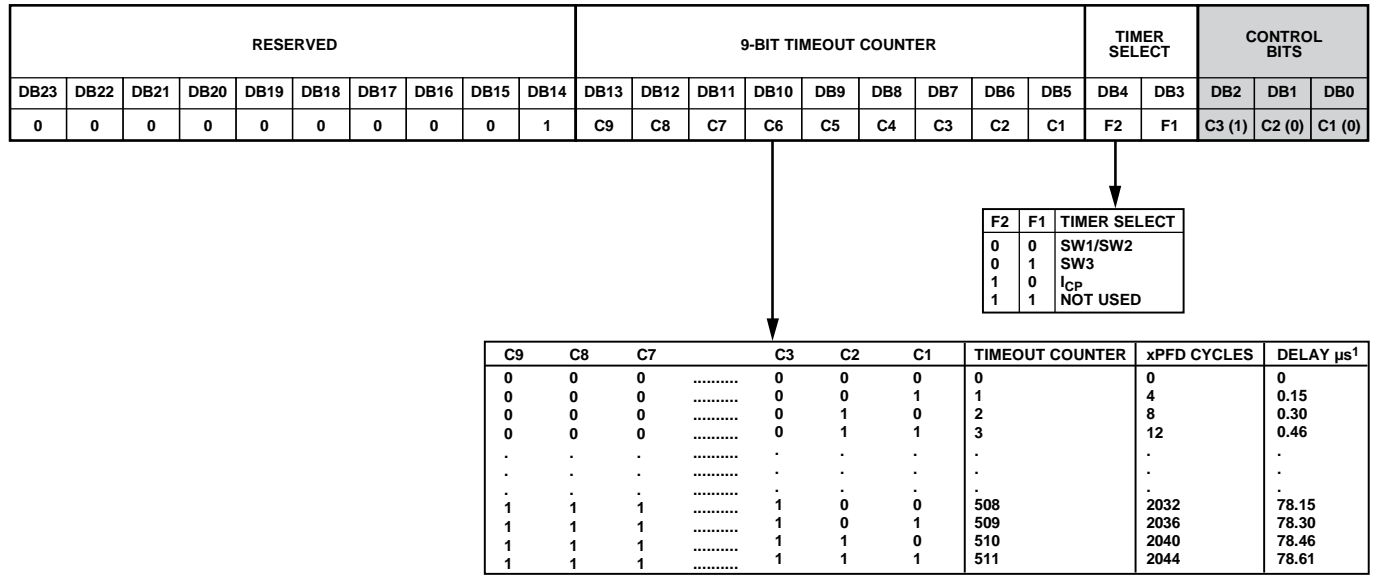 RESERVED 9-BIT TIMEOUT COUNTER TIMER SELECT CONTROL BITS
DB23 DB22 DB21 DB20 DB19 DB18 DB17 DB16 DB15 DB14 DB13 DB12 DB11 DB10 DB9 DB8 DB7 DB6 DB5 DB4 DB3 DB2 DB1 DB0
0 0 0 0 0 0 0 0 0 1 C9 C8 C7 C6 C5 C4 C3 C2 C1 F2 F1 C3 (1) C2 (0) C1 (0)
F2 F1 TIMER SELECT
0 0 SW1/SW2
0 1 SW3
1 0 ICP
1 1 NOT USED
C9 C8 C7 C3 C2 C1 TIMEOUT COUNTER xPFD CYCLES DELAY µs1
0 0 0 .......... 0 0 0 0 0 0
0 0 0 .......... 0 0 1 1 4 0.15
0 0 0 .......... 0 1 0 2 8 0.30
0 0 0 .......... 0 1 1 3 12 0.46
. . . .......... . . . . . .
. . . .......... . . . . . .
. . . .......... . . . . . .
1 1 1 .......... 1 0 0 508 2032 78.15
1 1 1 .......... 1 0 1 509 2036 78.30
1 1 1 .......... 1 1 0 510 2040 78.46
1 1 1 .......... 1 1 1 511 2044 78.61